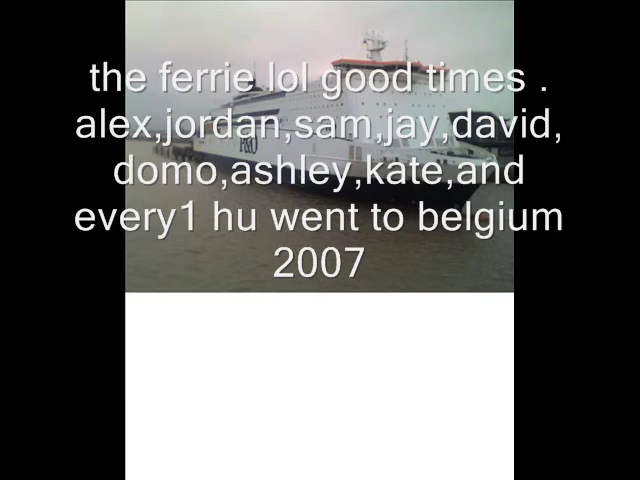 the ferrie lol good times .
alex,jordan,sam,jay,david,
domo,ashley,kate,and
every1 hu went to belgium
2007
P&O